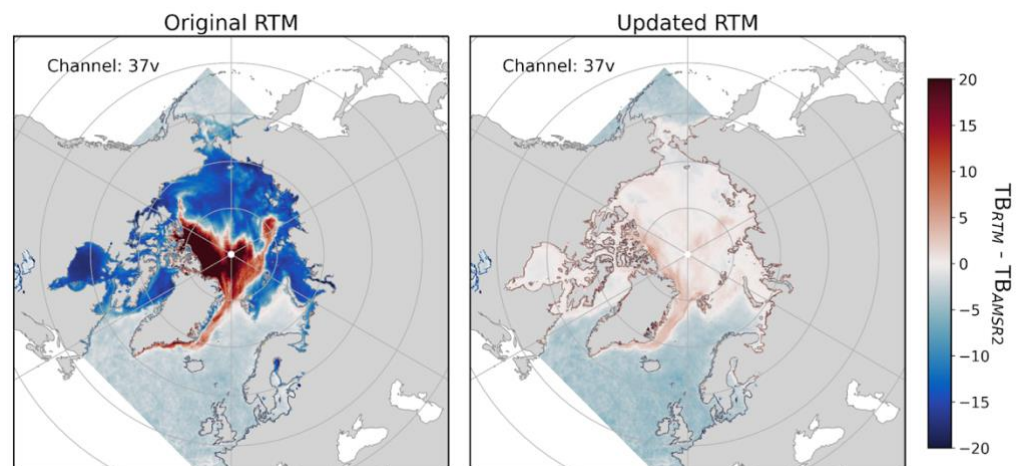 Original RTM
Updated RTM
Channel: 37v
Channel: 37v
20
15
10
5
0
−5
−10
−15
−20
TBRTM - TBAMSR2